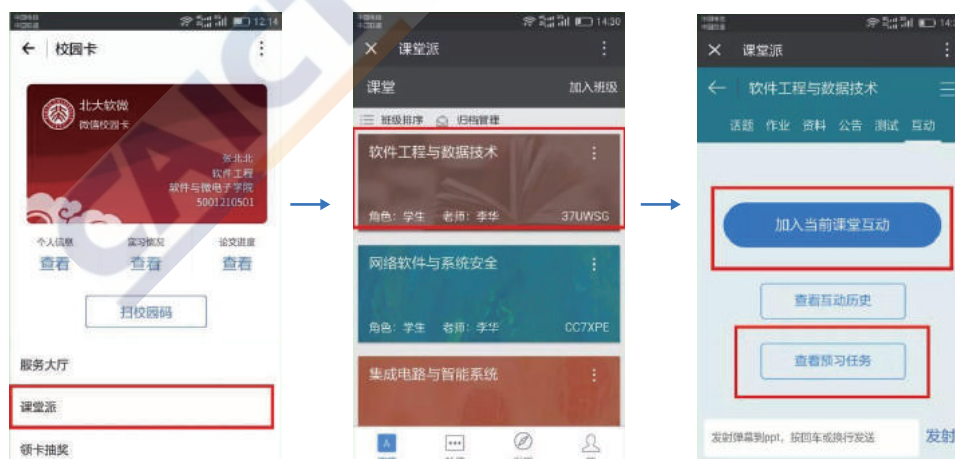 12:14
校园卡
北大软微
微信校园卡
张北北
软件工程
软件与微电子学院
5001210501
个人信息 实习情况 论文进度
查看 查看 查看
扫校园码
服务大厅
课堂派
领卡抽奖
14:30
课堂派
课堂 加入班级
班级排序 归档管理
软件工程与数据技术
角色：学生 老师：李华 37UWSG
网络软件与系统安全
角色：学生 老师：李华 CC7XPE
集成电路与智能系统
课堂派
软件工程与数据技术
话题 作业 资料 公告 测试 互动
加入当前课堂互动
查看互动历史
查看预习任务
发射弹幕到ppt，按回车或换行发送 发射
CAICT